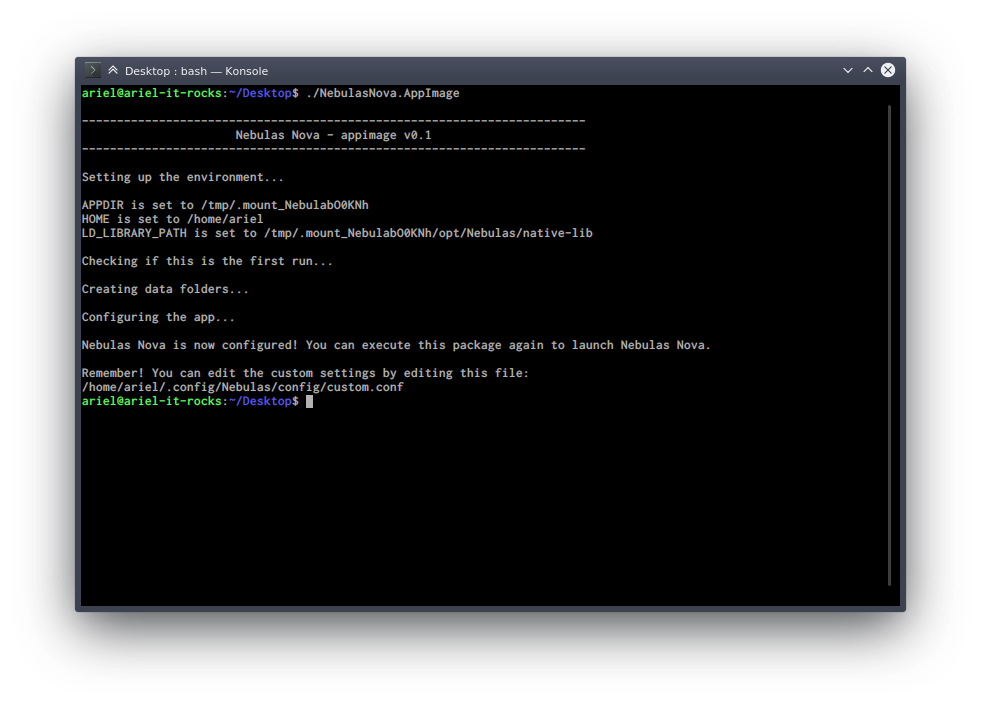 Desktop : bash — Konsole
ariel@ariel-it-rocks:~/Desktop$ ./NebulasNova.AppImage
------------------------------------------------------------------------
Nebulas Nova - appimage v0.1
------------------------------------------------------------------------
Setting up the environment...
APPDIR is set to /tmp/.mount_NebulabO0KNh
HOME is set to /home/ariel
LD_LIBRARY_PATH is set to /tmp/.mount_NebulabO0KNh/opt/Nebulas/native-lib
Checking if this is the first run...
Creating data folders...
Configuring the app...
Nebulas Nova is now configured! You can execute this package again to launch Nebulas Nova.
Remember! You can edit the custom settings by editing this file:
/home/ariel/.config/Nebulas/config/custom.conf
ariel@ariel-it-rocks:~/Desktop$